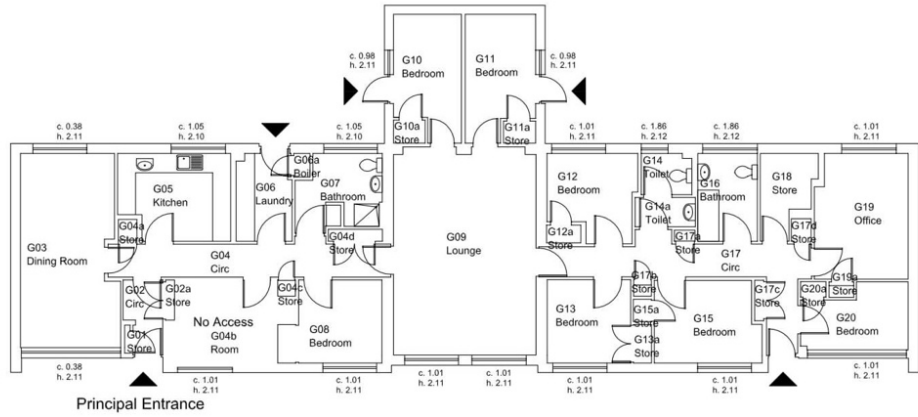 c. 0.98
h. 2.11
G10
Bedroom
G11
Bedroom
c. 0.98
h. 2.11
G10a
Store
G11a
Store
c. 0.38
h. 2.11
c. 1.05
h. 2.10
c. 1.05
h. 2.10
c. 1.01
h. 2.11
c. 1.86
h. 2.12
c. 1.86
h. 2.12
c. 1.01
h. 2.11
G05
Kitchen
G06
Laundry
G06a
Boiler
G07
Bathroom
G12
Bedroom
G14
Toilet
G16
Bathroom
G18
Store
G19
Office
G04a
Store
G14a
Toilet
G03
Dining Room
G04
Circ
G04d
Store
G09
Lounge
G12a
Store
G17a
Store
G17
Circ
G17d
Store
G02
Circ
G02a
Store
G04c
Store
G17b
Store
G17c
Store
G19a
Store
G20a
Store
G01
Store
No Access
G04b
Room
G08
Bedroom
G13
Bedroom
G15a
Store
G13a
Store
G15
Bedroom
G20
Bedroom
c. 0.38
h. 2.11
c. 1.01
h. 2.11
c. 1.01
h. 2.11
c. 1.01
h. 2.11
c. 1.01
h. 2.11
c. 1.01
h. 2.11
c. 1.01
h. 2.11
c. 0.38
h. 2.11
Principal Entrance